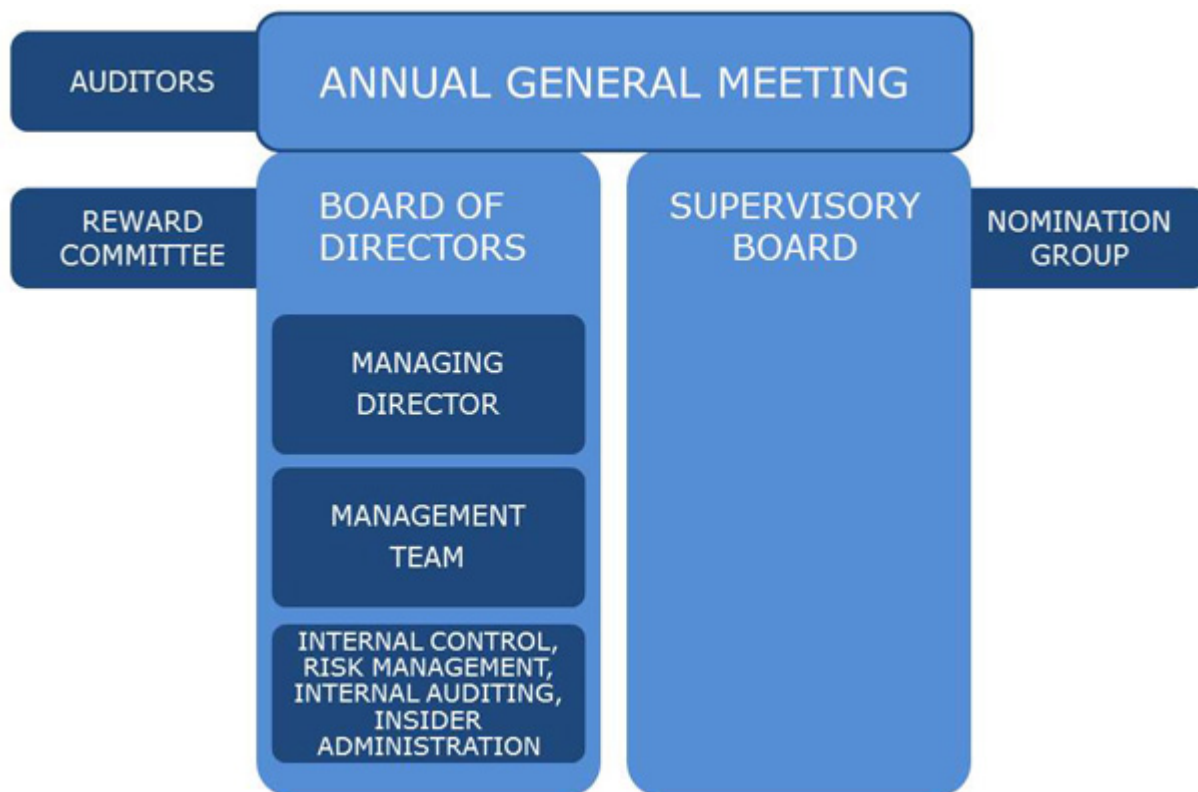 AUDITORS
ANNUAL GENERAL MEETING
REWARD
COMMITTEE
BOARD OF
DIRECTORS
SUPERVISORY
BOARD
NOMINATION
GROUP
MANAGING
DIRECTOR
MANAGEMENT
TEAM
INTERNAL CONTROL,
RISK MANAGEMENT,
INTERNAL AUDITING,
INSIDER
ADMINISTRATION